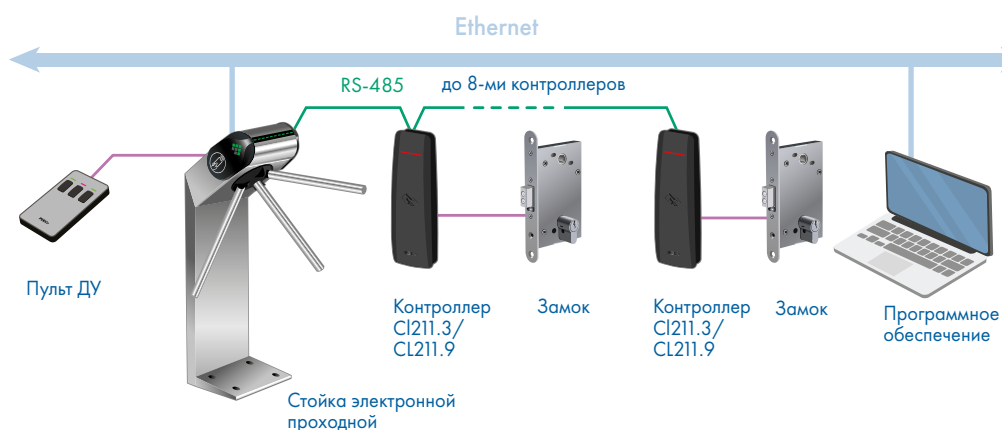 Ethernet
RS-485
до 8-ми контроллеров
Пульт ДУ
Контроллер
Cl211.3/
CL211.9
Замок
Контроллер
CL211.3/
CL211.9
Замок
Программное
обеспечение
Стойка электронной
проходной